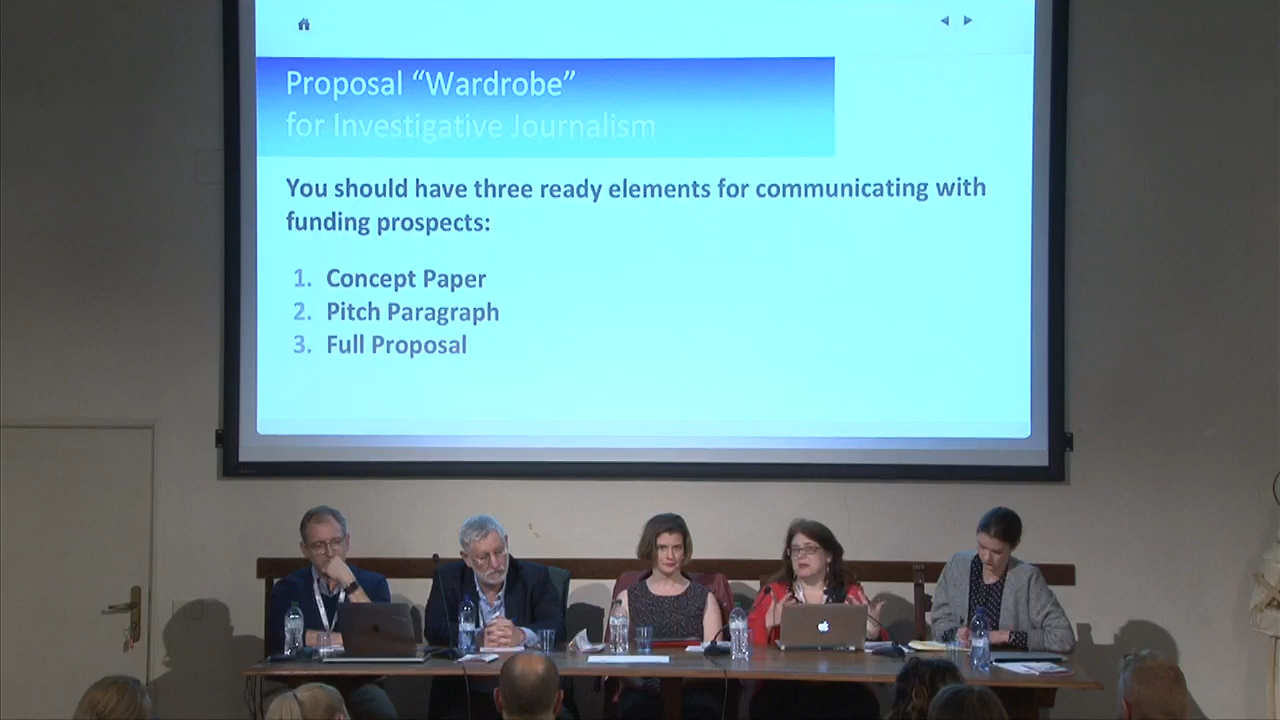 Proposal “Wardrobe”
for Investigative Journalism
You should have three ready elements for communicating with
funding prospects:
1. Concept Paper
2. Pitch Paragraph
3. Full Proposal